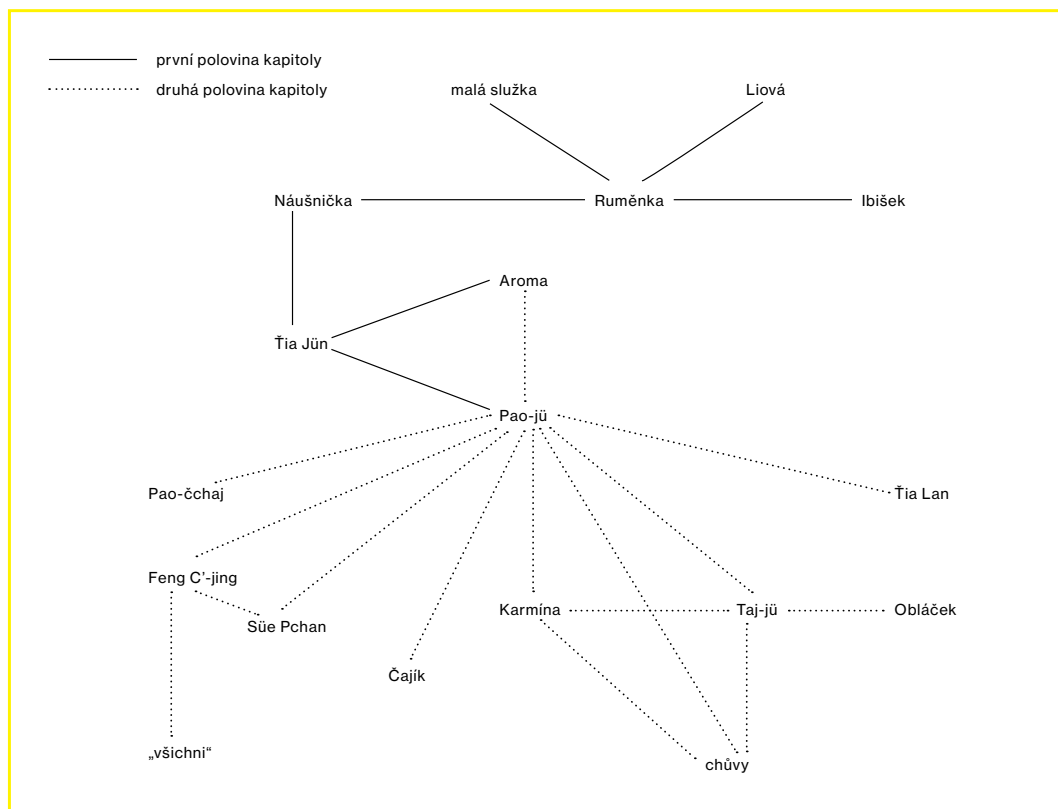 první polovina kapitoly
druhá polovina kapitoly
malá služka
Liová
Náušnička
Ruměnka
Ibišek
Aroma
Ťia Jün
Pao-jü
Pao-čchaj
Ťia Lan
Feng C’-jing
Süe Pchan
Karmína
Taj-jü
Obláček
Čajík
„všichni“
chůvy